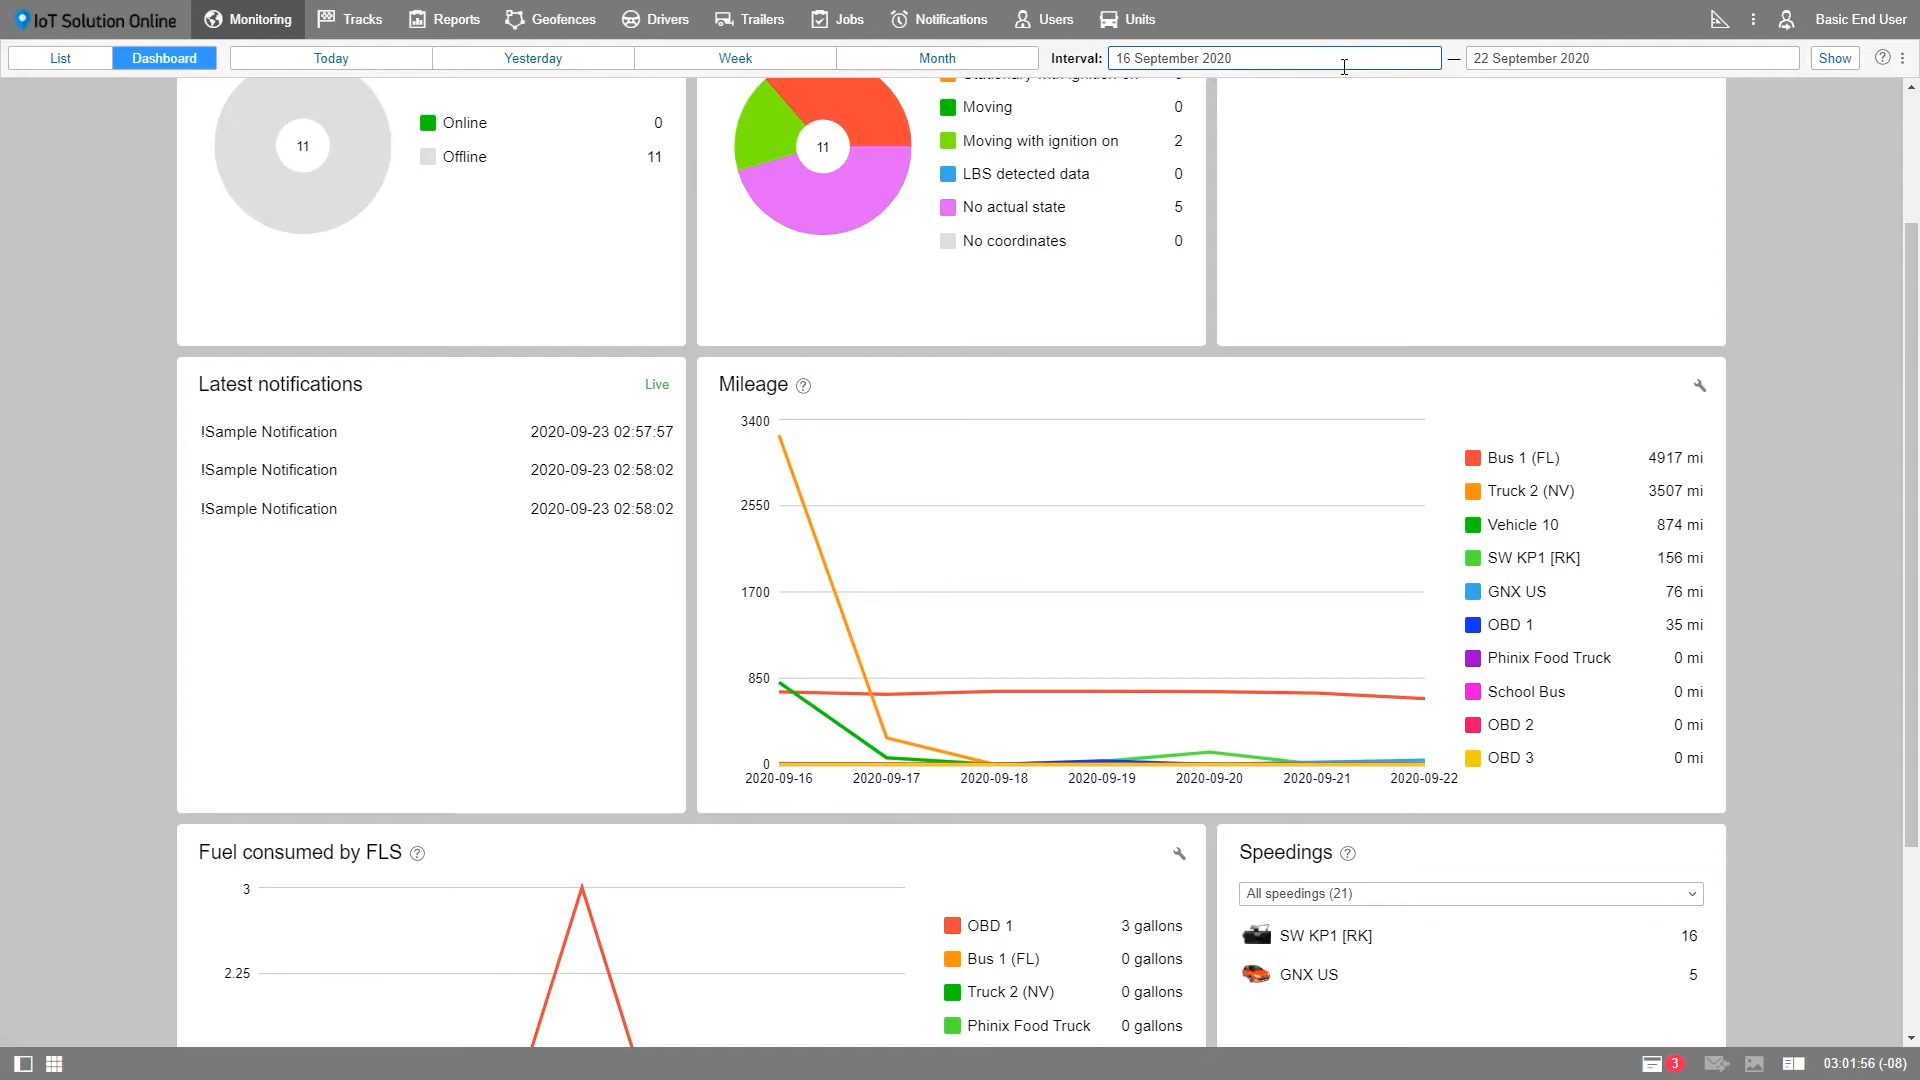 IoT Solution Online
Monitoring
Tracks
Reports
Geofences
Drivers
Trailers
Jobs
Notifications
Users
Units
Basic End User
List
Dashboard
Today
Yesterday
Week
Month
Interval:
16 September 2020
—
22 September 2020
Show
11
Online 0
Offline 11
11
Moving 0
Moving with ignition on 2
LBS detected data 0
No actual state 5
No coordinates 0
Latest notifications
Live
!Sample Notification 2020-09-23 02:57:57
!Sample Notification 2020-09-23 02:58:02
!Sample Notification 2020-09-23 02:58:02
Mileage
3400
2550
1700
850
0
2020-09-16
2020-09-17
2020-09-18
2020-09-19
2020-09-20
2020-09-21
2020-09-22
Bus 1 (FL) 4917 mi
Truck 2 (NV) 3507 mi
Vehicle 10 874 mi
SW KP1 [RK] 156 mi
GNX US 76 mi
OBD 1 35 mi
Phinix Food Truck 0 mi
School Bus 0 mi
OBD 2 0 mi
OBD 3 0 mi
Fuel consumed by FLS
3
2.25
OBD 1 3 gallons
Bus 1 (FL) 0 gallons
Truck 2 (NV) 0 gallons
Phinix Food Truck 0 gallons
Speedings
All speedings (21)
SW KP1 [RK] 16
GNX US 5
3
03:01:56 (-08)